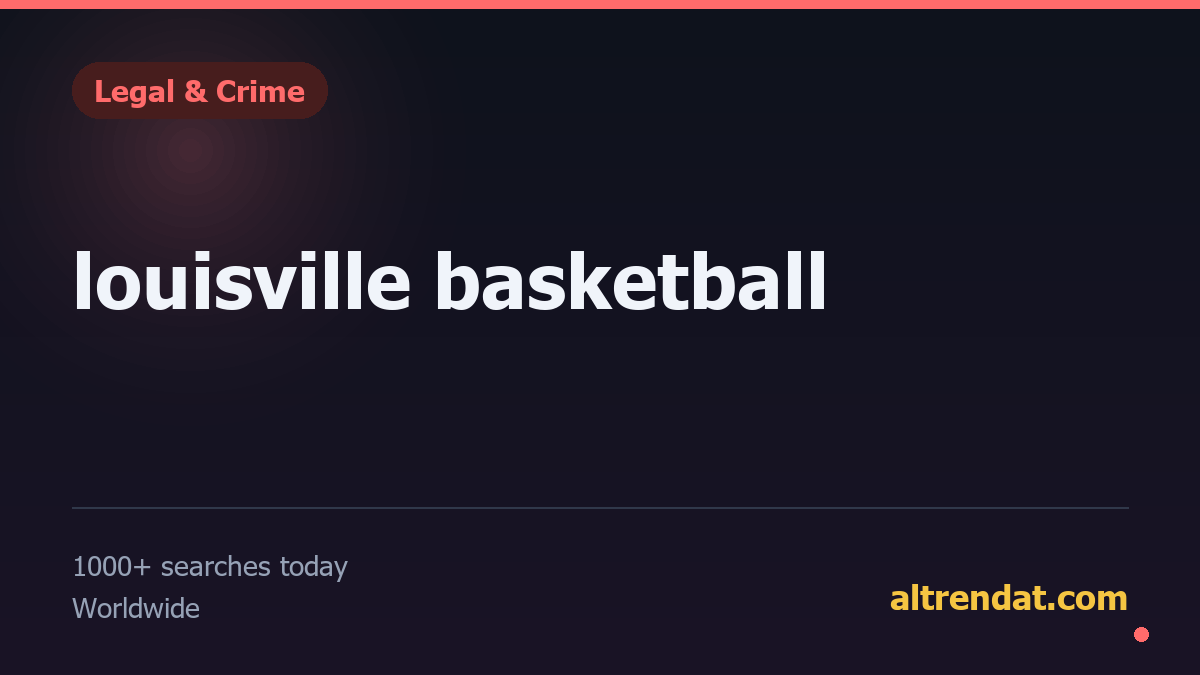 Legal & Crime
louisville basketball
1000+ searches today
Worldwide
altrendat.com